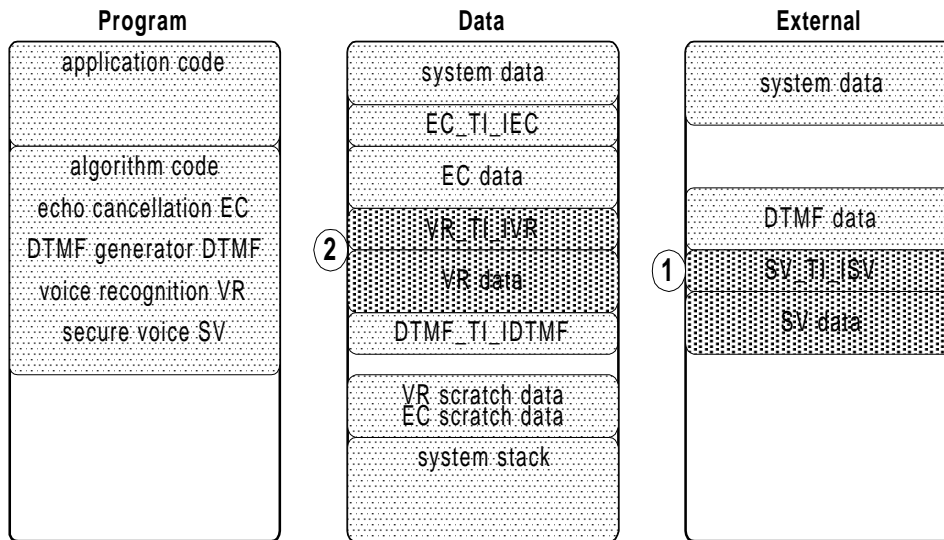 Program
application code
algorithm code
echo cancellation EC
DTMF generator DTMF
voice recognition VR
secure voice SV
Data
system data
EC_TI_IEC
EC data
VR_TI_IVR
2
VR data
DTMF_TI_IDTMF
VR scratch data
EC scratch data
system stack
External
system data
DTMF data
1
SV_TI_ISV
SV data